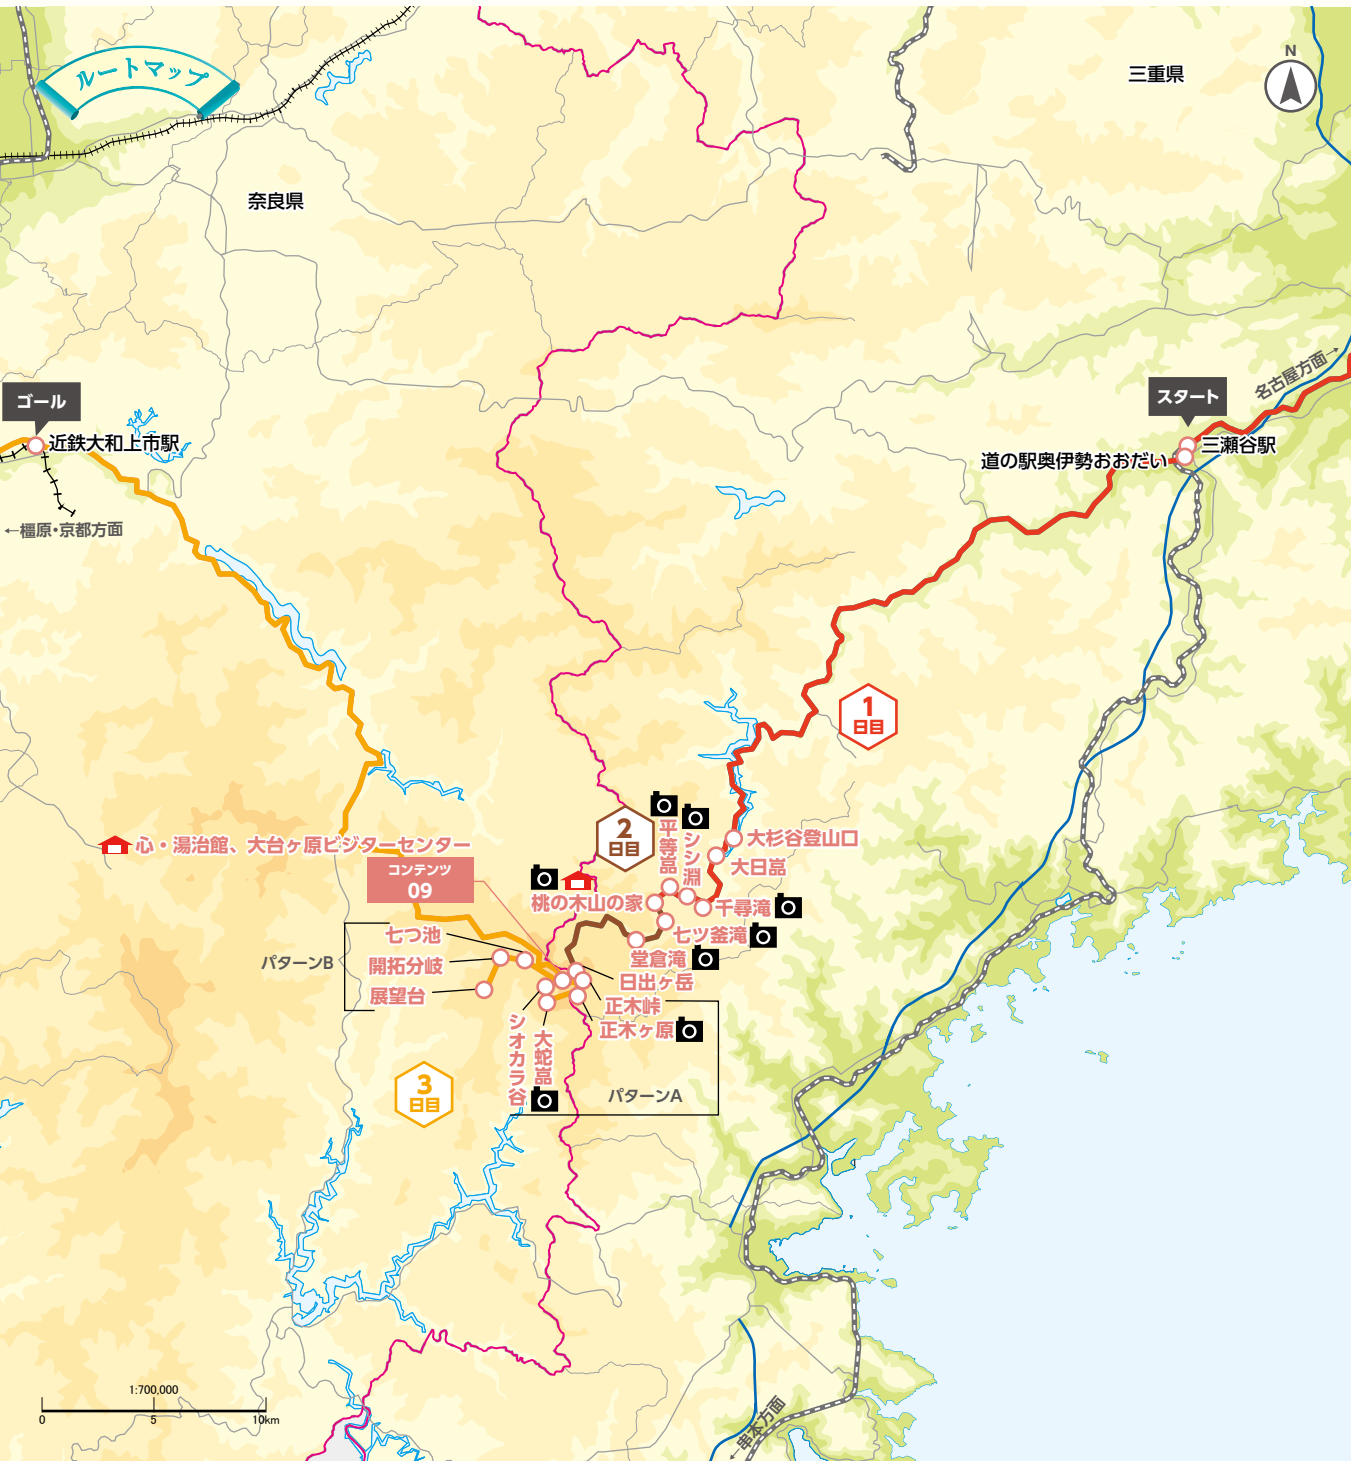 ルートマップ
N
三重県
奈良県
ゴール
近鉄大和上市駅
←橿原・京都方面
名古屋方面→
スタート
三瀬谷駅
道の駅奥伊勢おおだい
1
日目
2
日目
平等嵓
シシ淵
大杉谷登山口
大日嵓
心・湯治館、大台ヶ原ビジターセンター
コンテンツ
09
桃の木山の家
千尋滝
七ツ釜滝
堂倉滝
七つ池
開拓分岐
展望台
パターンB
日出ヶ岳
正木峠
正木ヶ原
シオカラ谷
大蛇嵓
パターンA
3
日目
1:700,000
0
5
10km
←串本方面